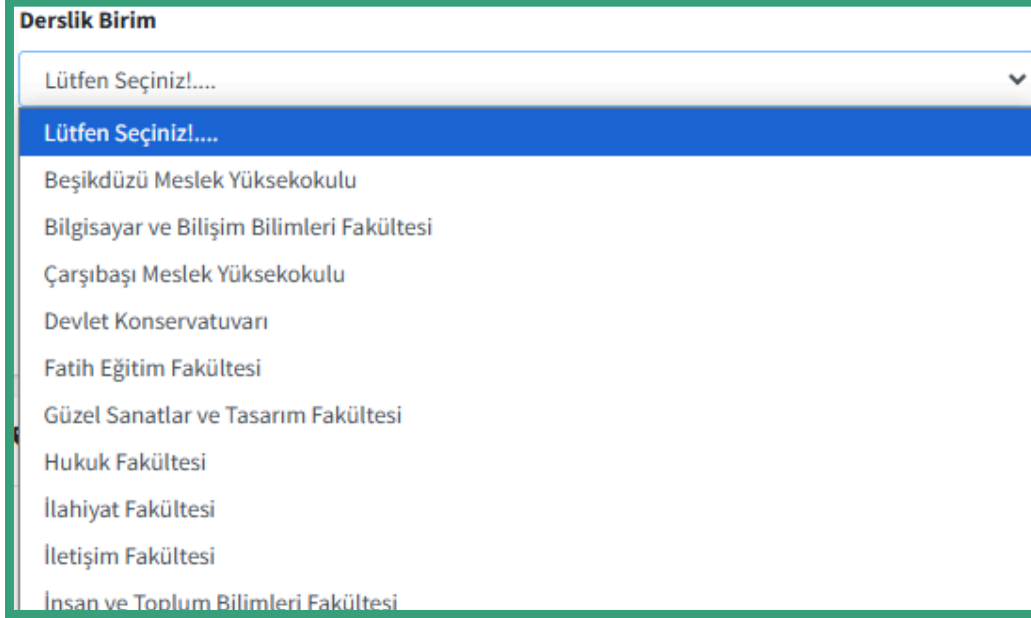 Derslik Birim
Lütfen Seçiniz!....
Lütfen Seçiniz!....
Beşikdüzü Meslek Yüksekokulu
Bilgisayar ve Bilişim Bilimleri Fakültesi
Çarşıbaşı Meslek Yüksekokulu
Devlet Konservatuvarı
Fatih Eğitim Fakültesi
Güzel Sanatlar ve Tasarım Fakültesi
Hukuk Fakültesi
İlahiyat Fakültesi
İletişim Fakültesi
İnsan ve Toplum Bilimleri Fakültesi